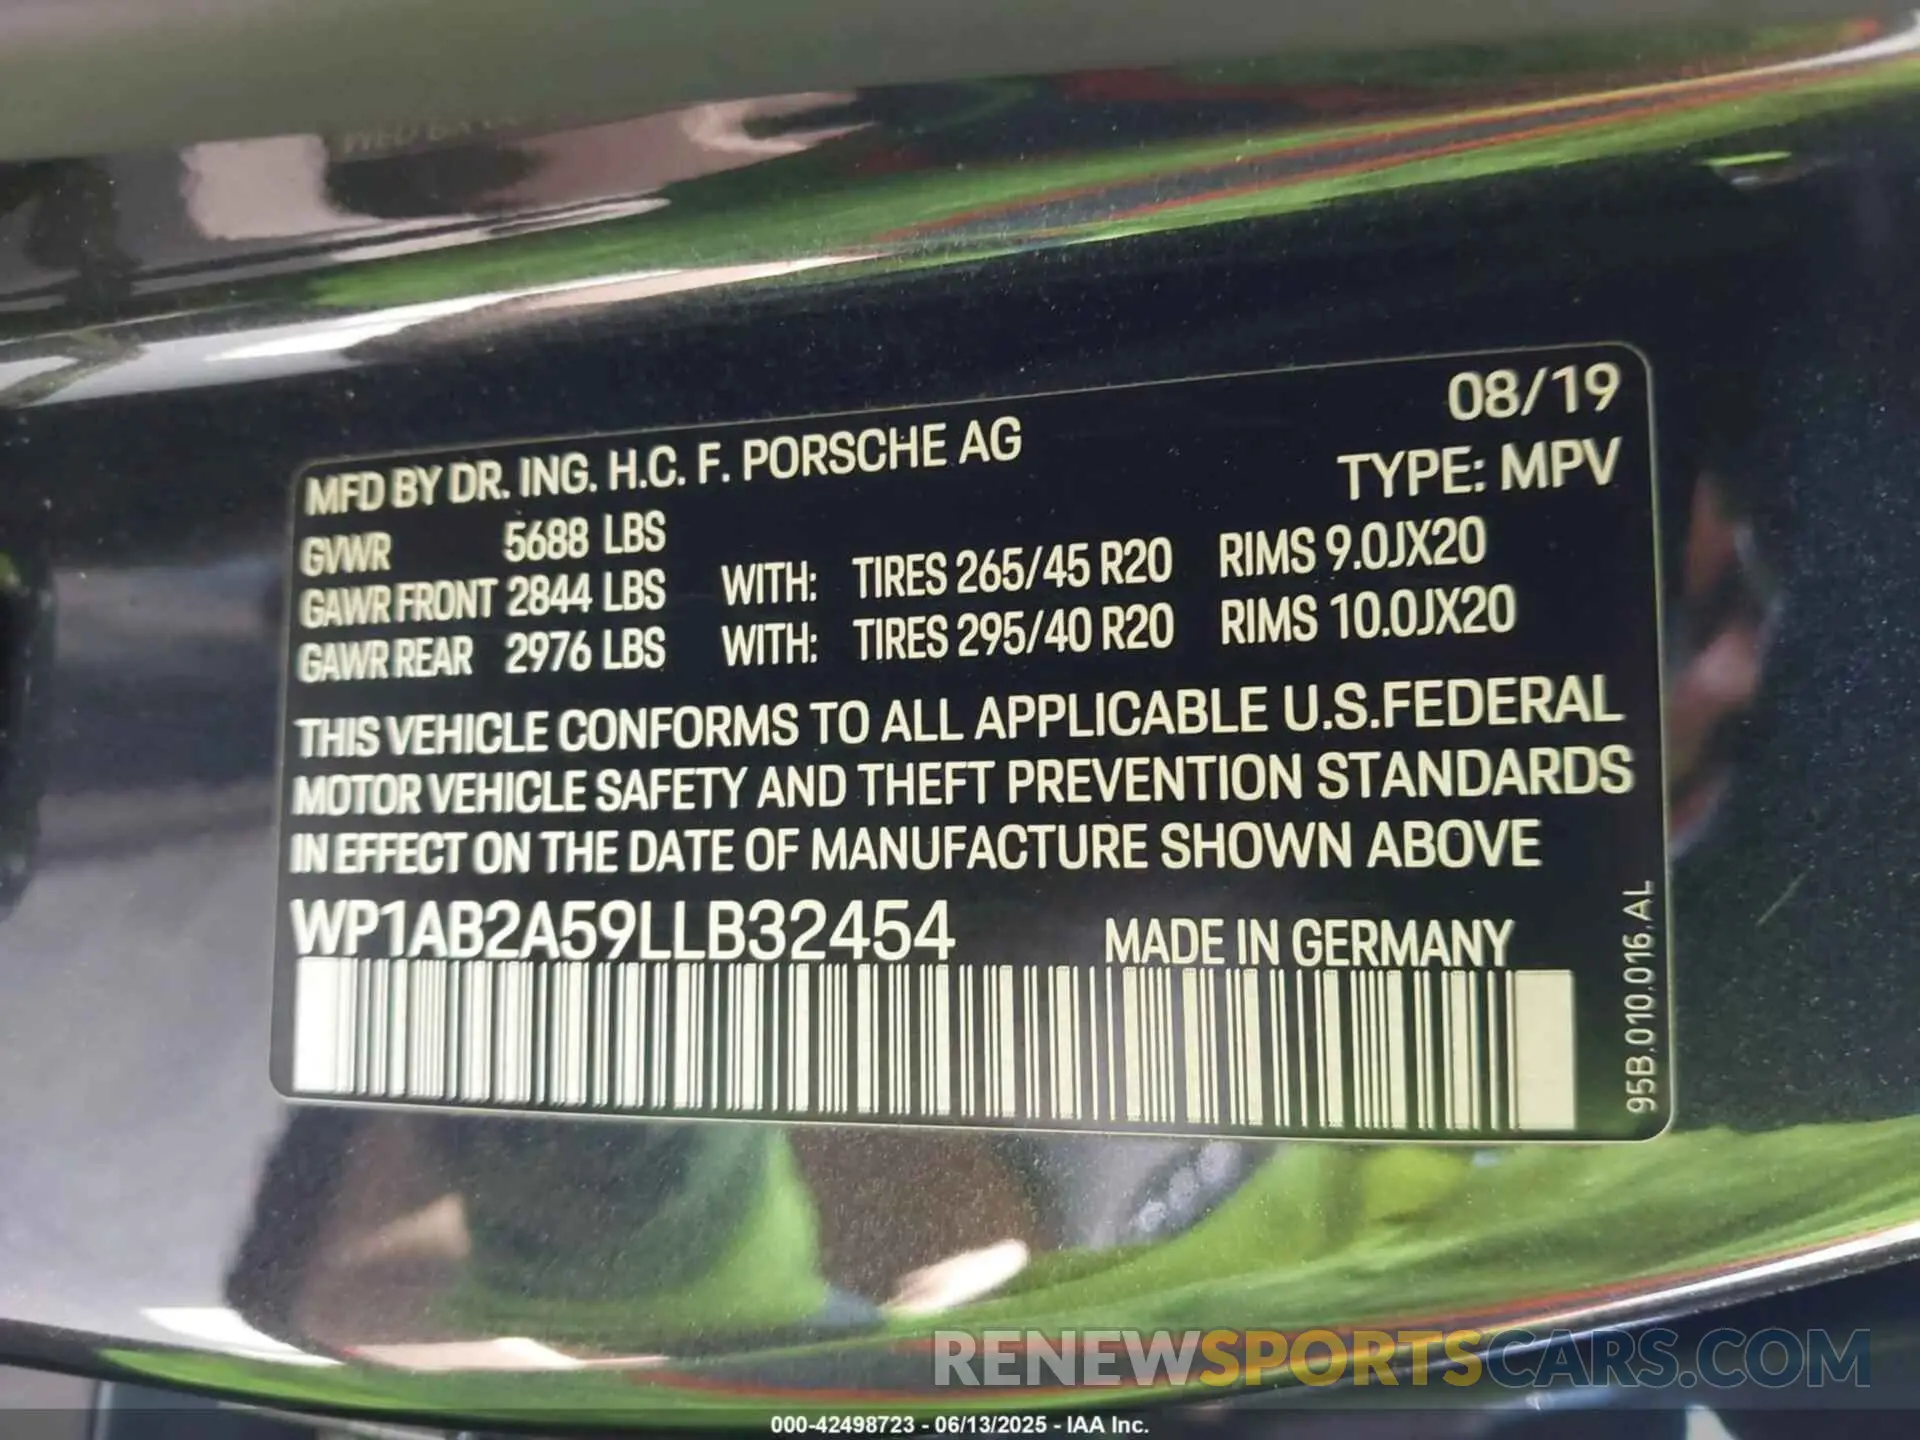 08/19
MFD BY DR. ING. H.C. F. PORSCHE AG
TYPE: MPV
GVWR 5688 LBS
GAWR FRONT 2844 LBS WITH: TIRES 265/45 R20 RIMS 9.0JX20
GAWR REAR 2976 LBS WITH: TIRES 295/40 R20 RIMS 10.0JX20
THIS VEHICLE CONFORMS TO ALL APPLICABLE U.S.FEDERAL
MOTOR VEHICLE SAFETY AND THEFT PREVENTION STANDARDS
IN EFFECT ON THE DATE OF MANUFACTURE SHOWN ABOVE
WP1AB2A59LLB32454 MADE IN GERMANY
95B.010.016.AL
RENEWSPORTSCARS.COM
000-42498723 - 06/13/2025 - IAA Inc.